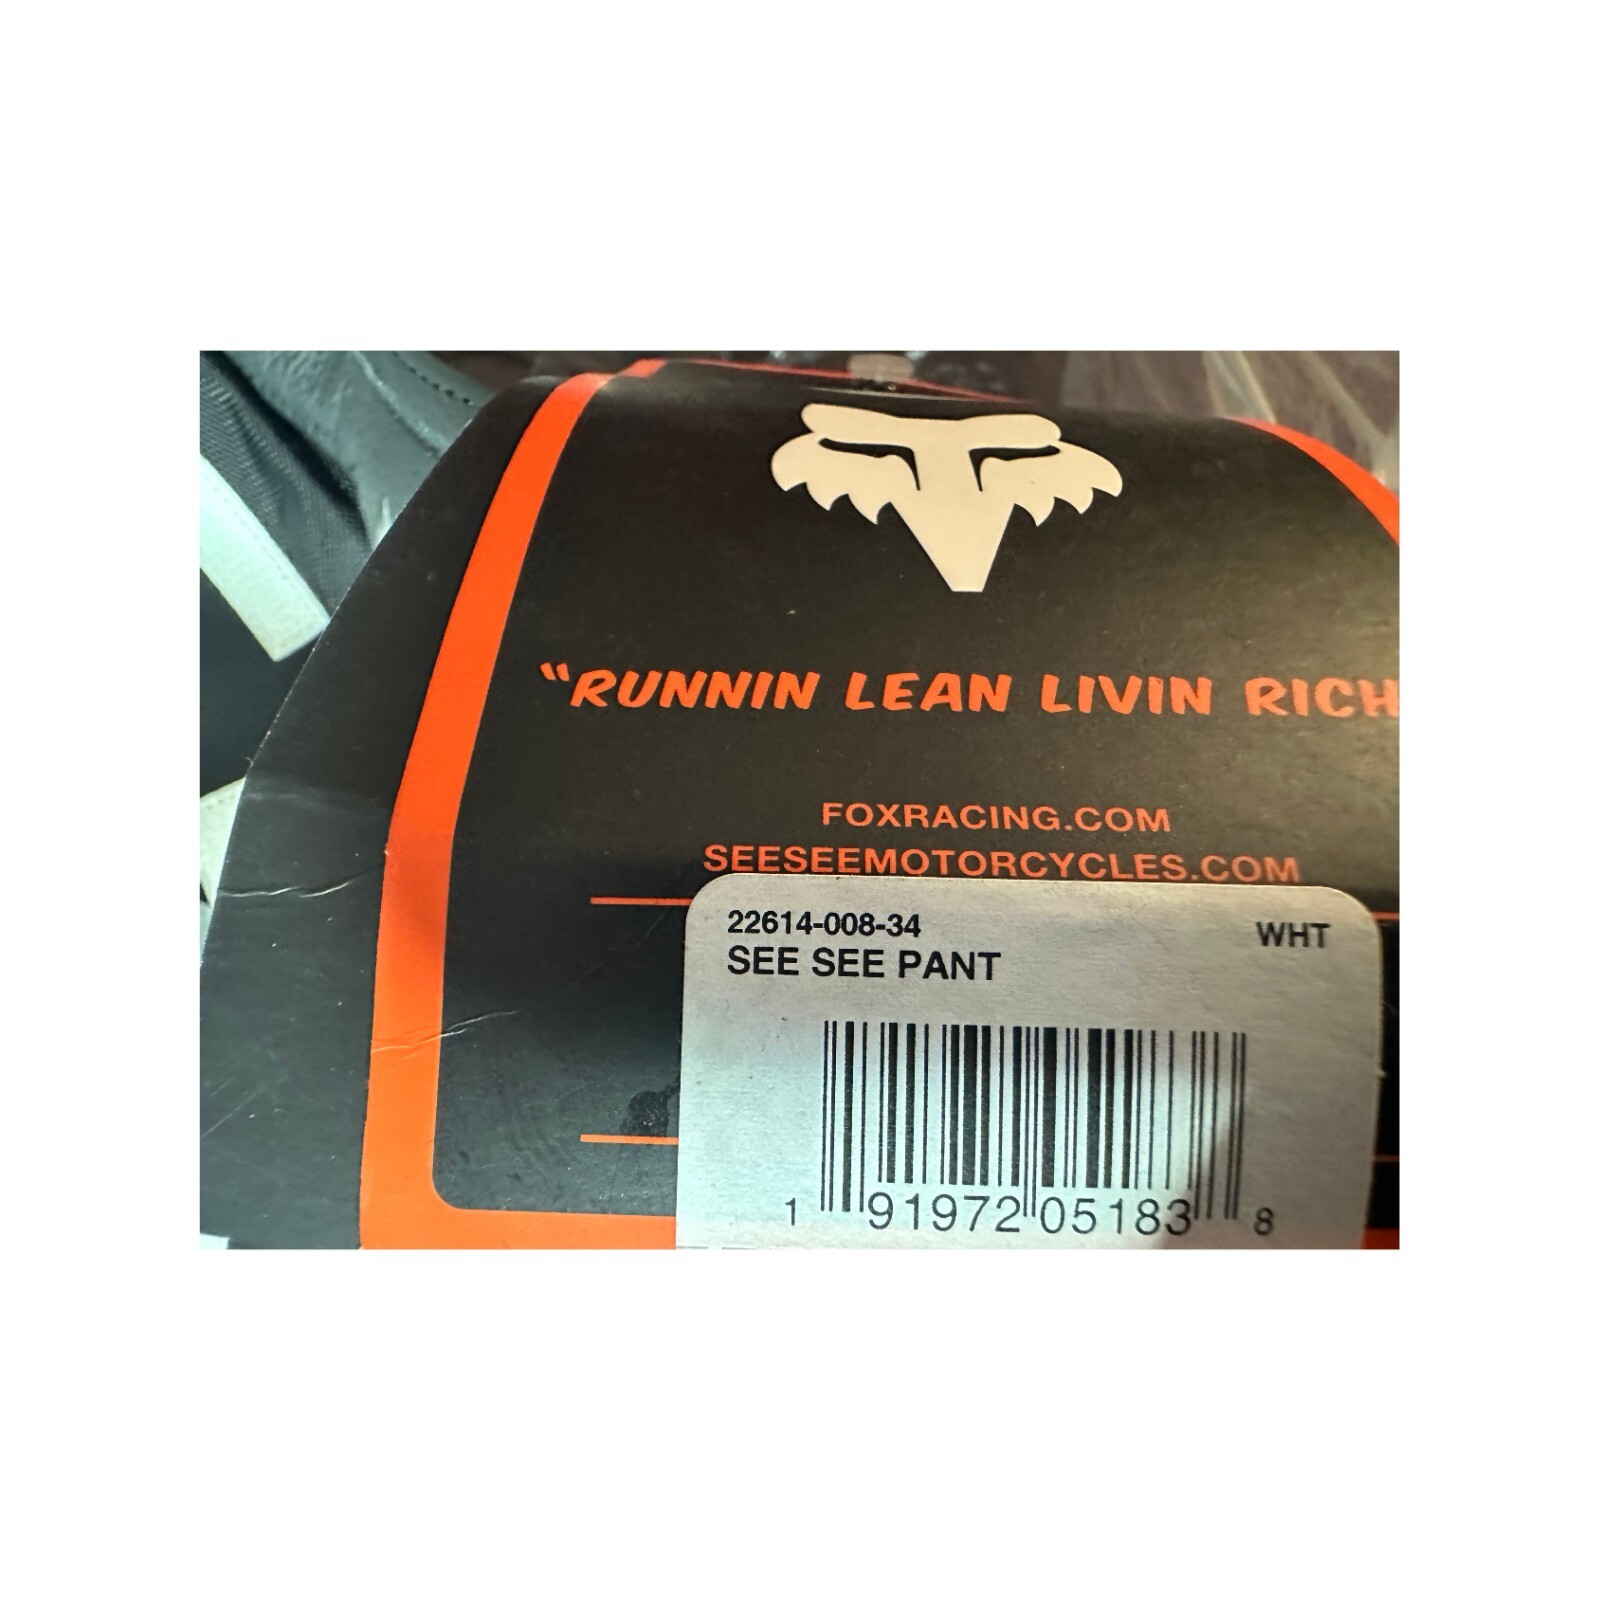 "RUNNIN LEAN LIVIN RICH
FOXRACING.COM
SEESEEMOTORCYCLES.COM
22614-008-34 WHT
SEE SEE PANT
1 91972 05183 8